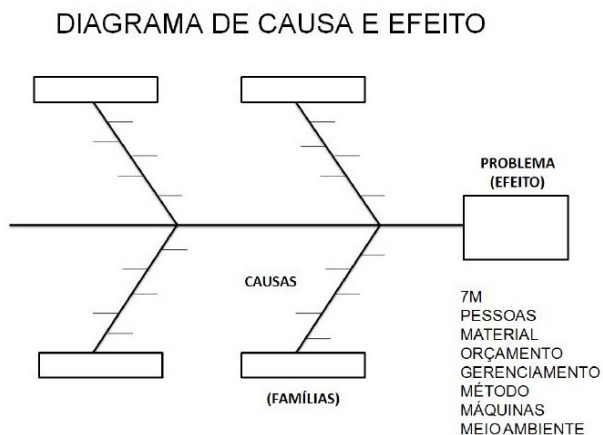 DIAGRAMA DE CAUSA E EFEITO
PROBLEMA
(EFEITO)
CAUSAS
(FAMÍLIAS)
7M
PESSOAS
MATERIAL
ORÇAMENTO
GERENCIAMENTO
MÉTODO
MÁQUINAS
MEIO AMBIENTE